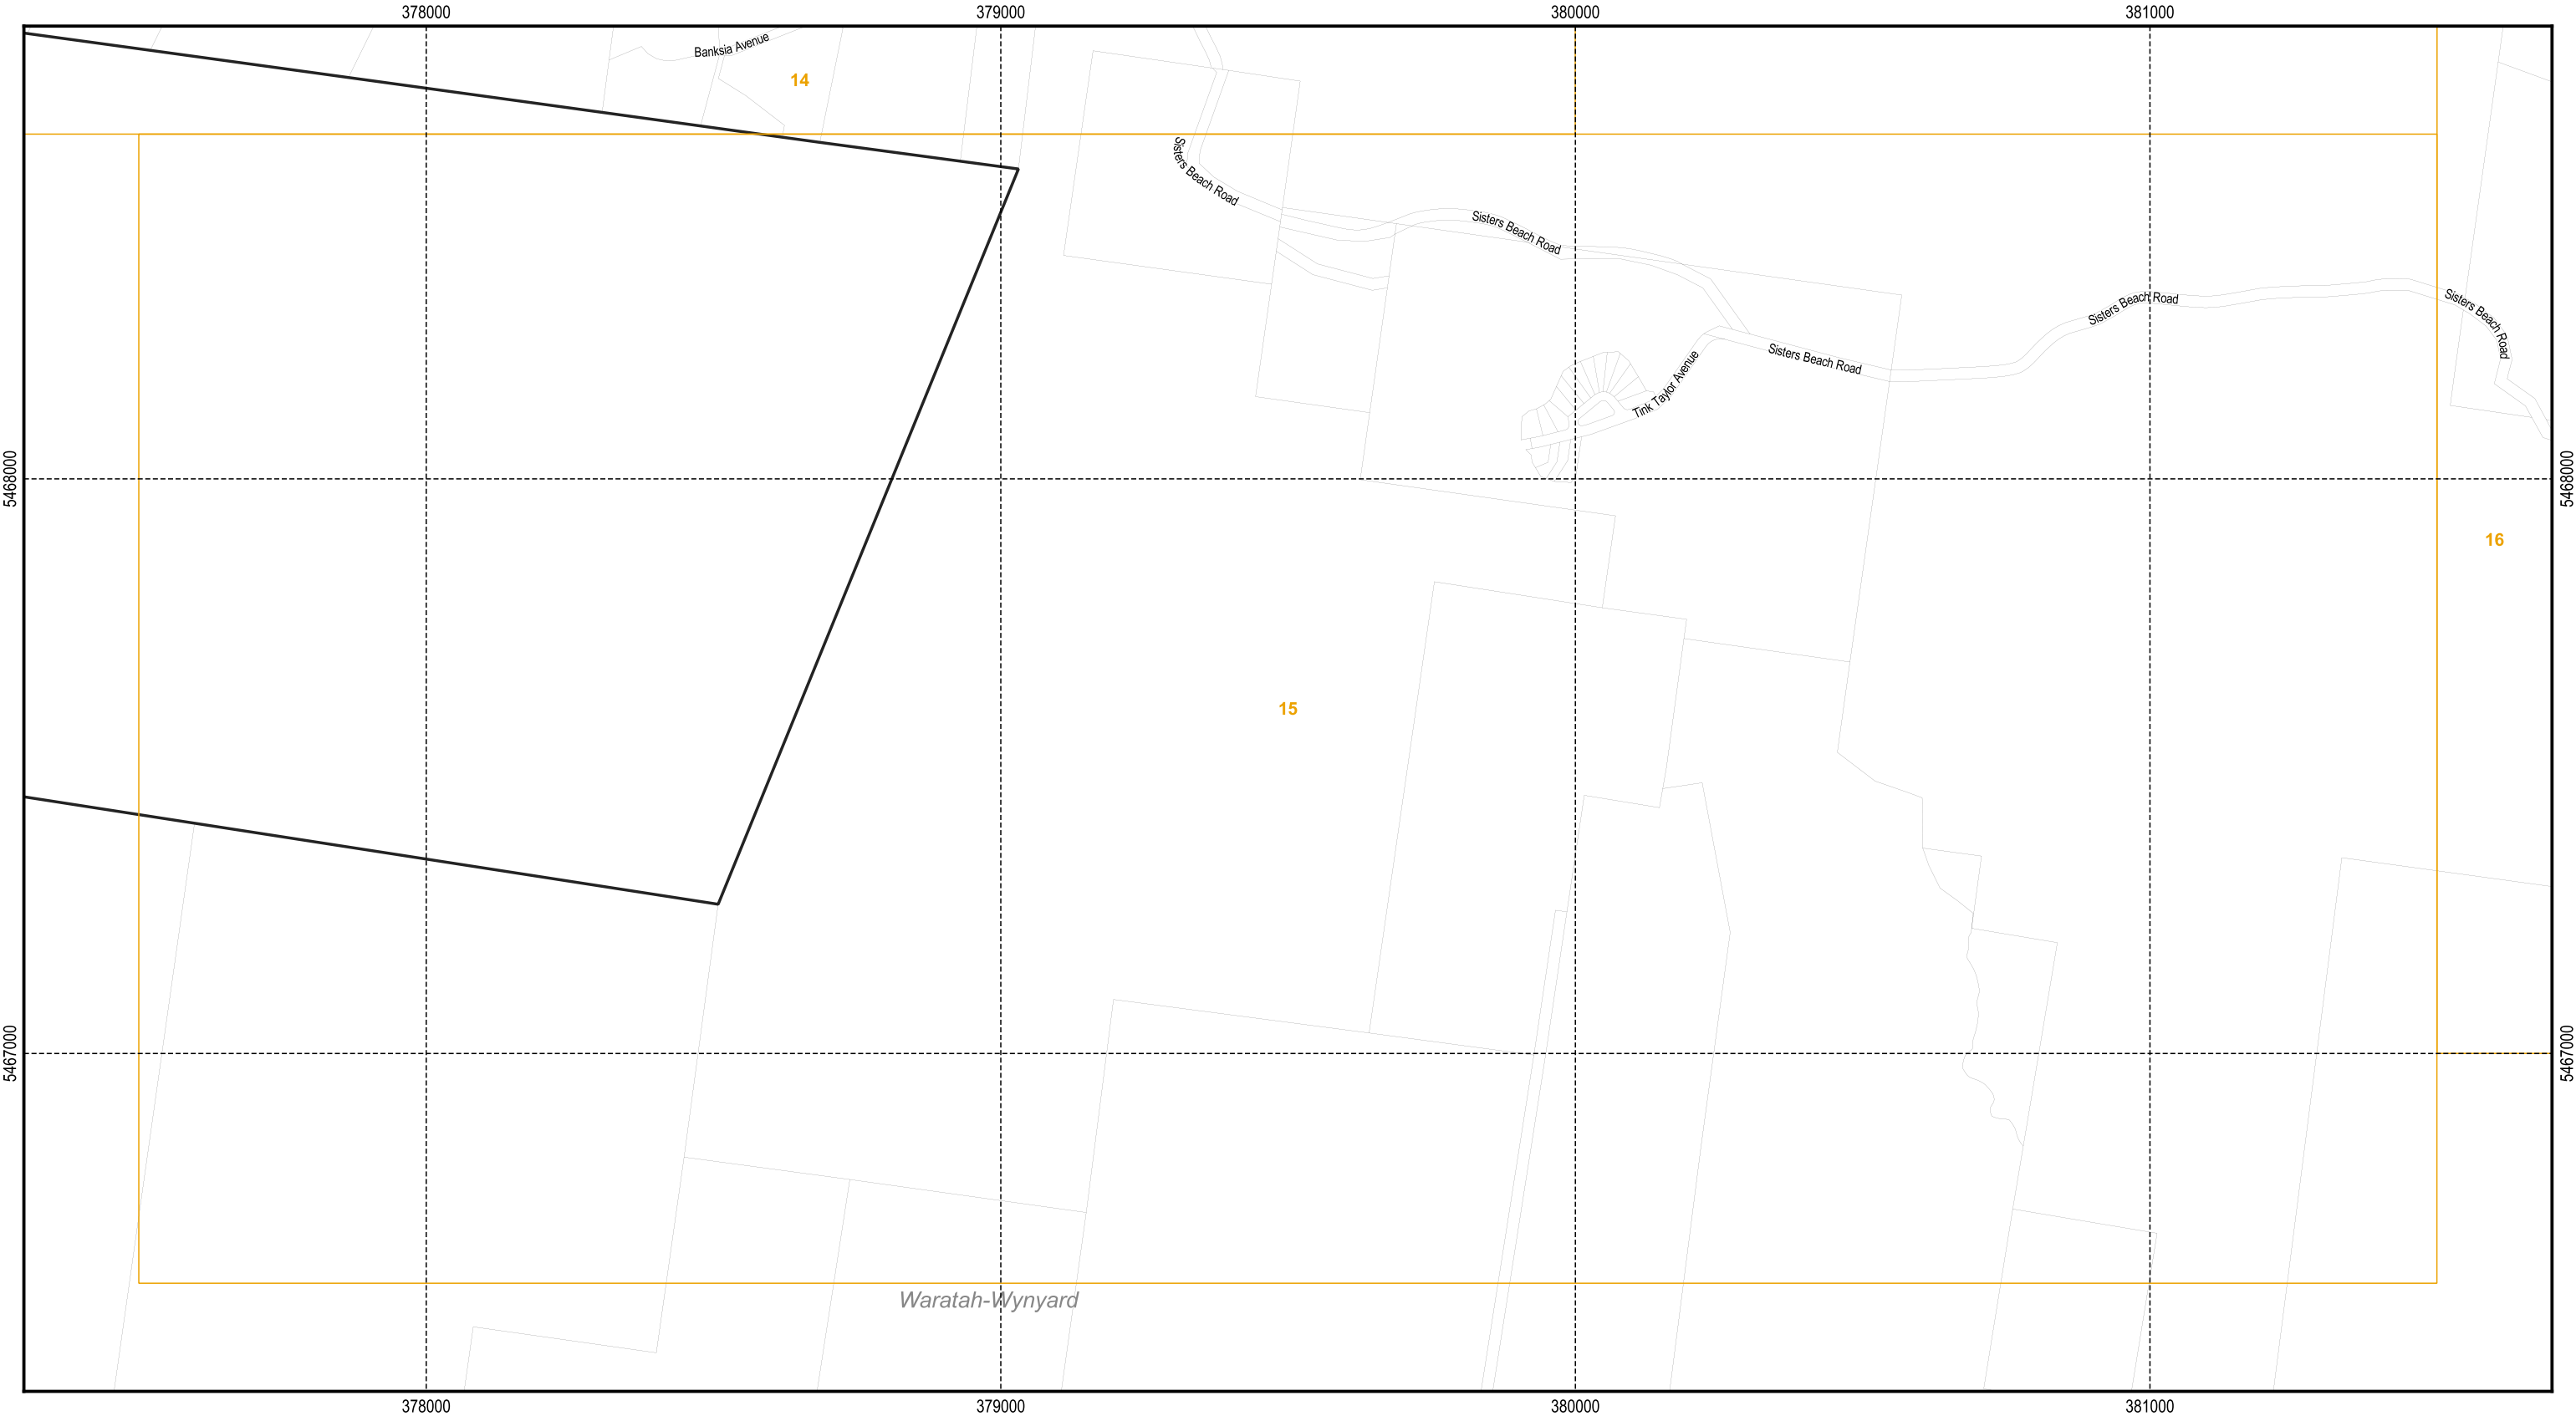 378000
379000
380000
381000
Banksia Avenue
14
Sisters Beach Road
Sisters Beach Road
Sisters Beach Road
Sisters Beach Road
Sisters Beach Road
Tink Taylor Avenue
5468000
5468000
16
15
5467000
5467000
Waratah-Wynyard
378000
379000
380000
381000